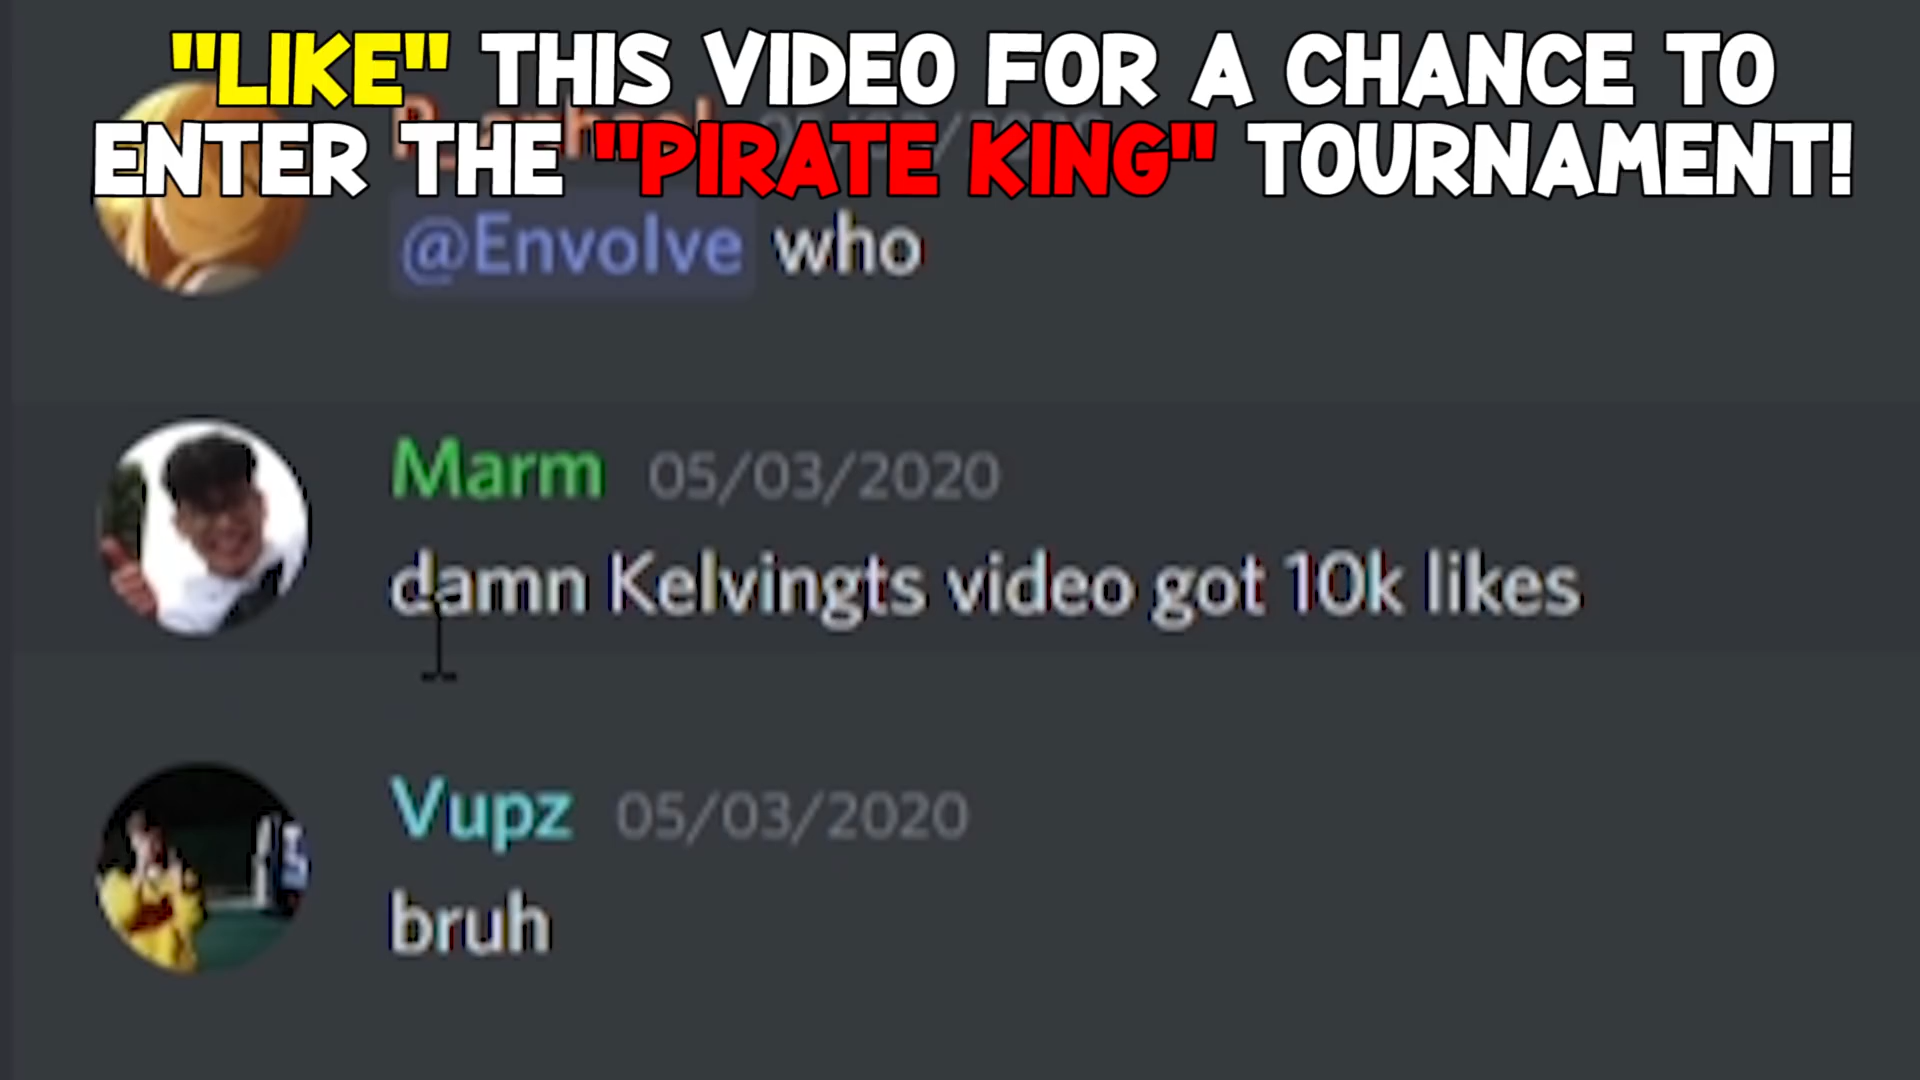 "LIKE" THIS VIDEO FOR A CHANCE TO
ENTER THE "PIRATE KING" TOURNAMENT!
@Envolve who
Marm 05/03/2020
damn Kelvingts video got 10k likes
Vupz 05/03/2020
bruh